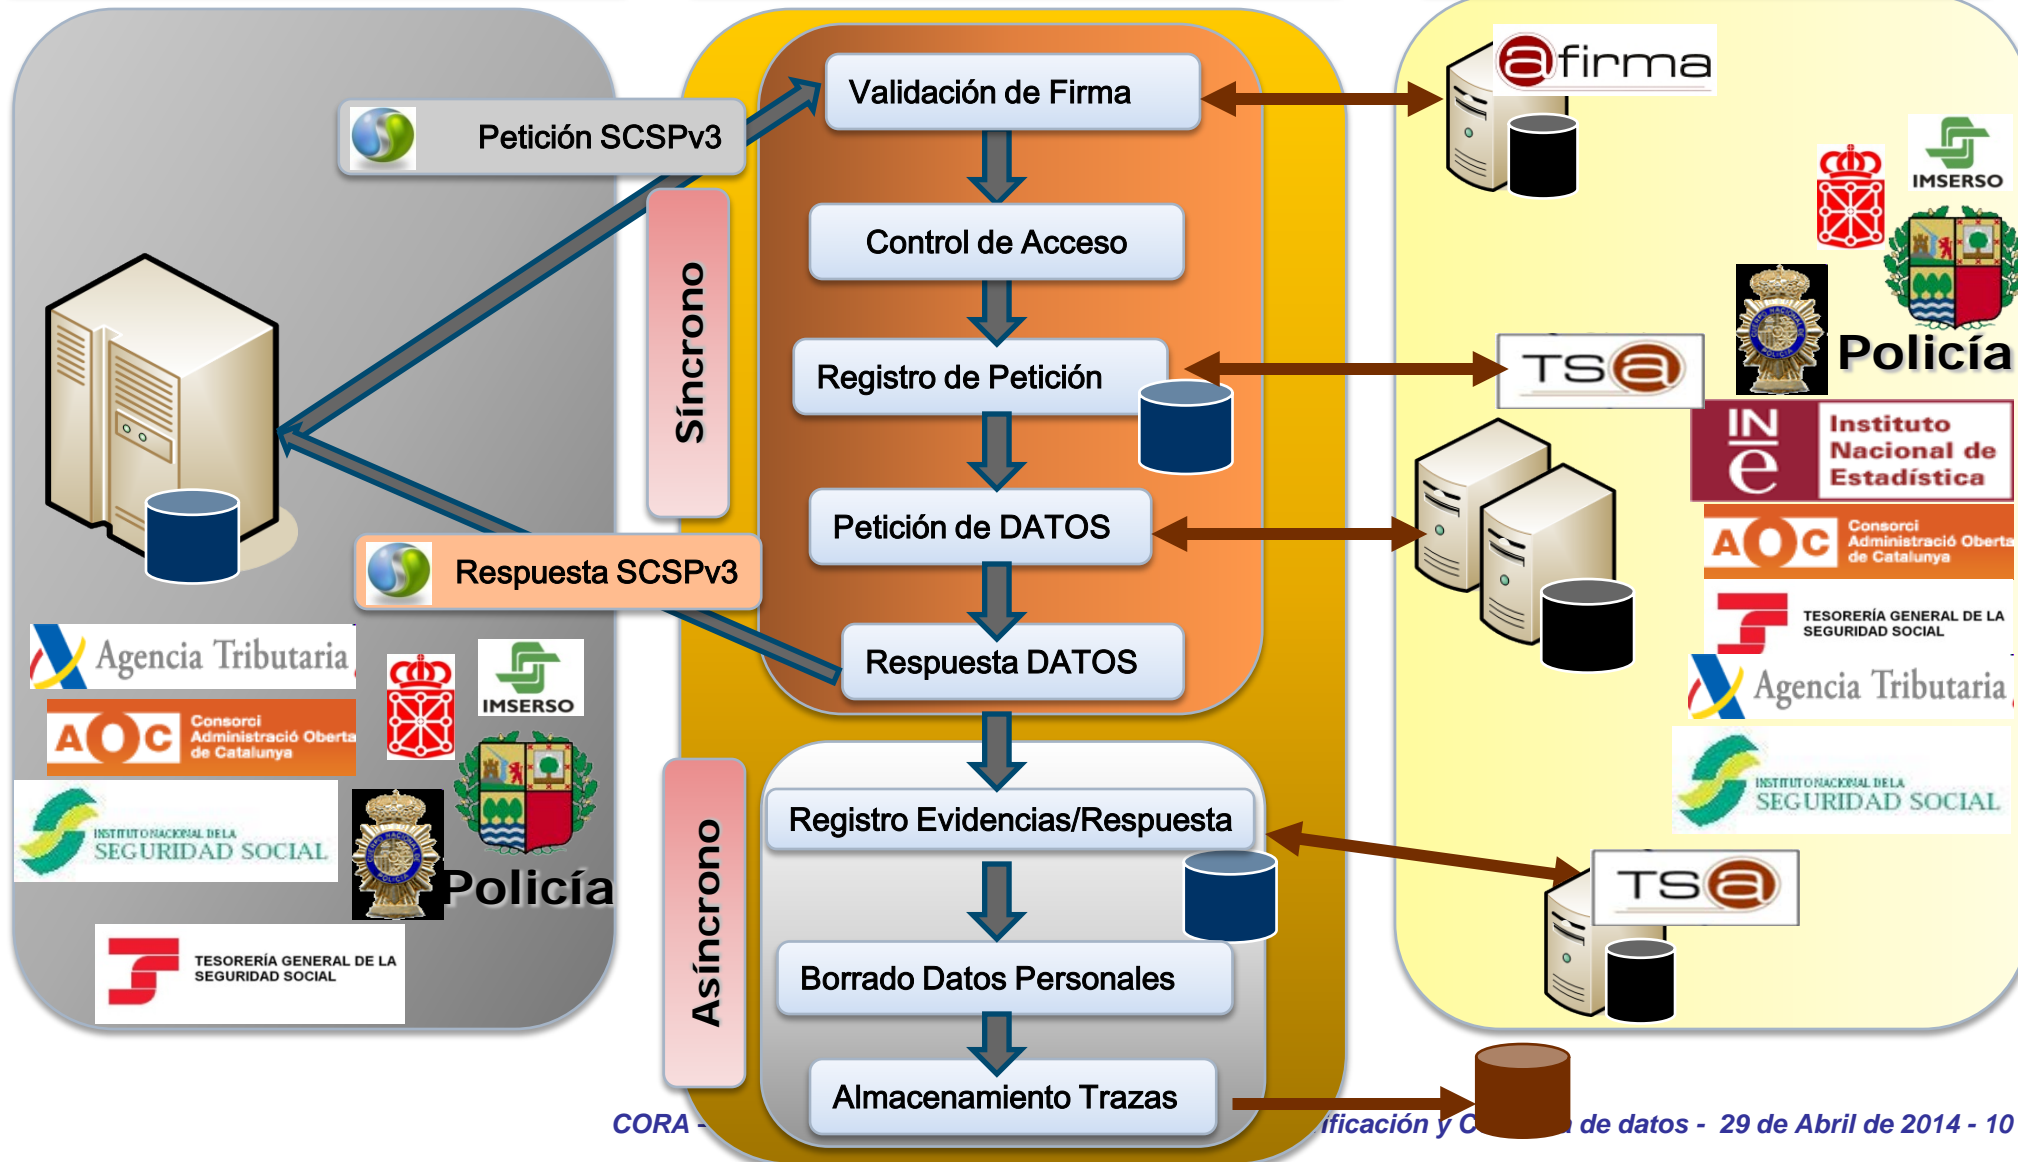 Petición SCSPv3
Respuesta SCSPv3
Agencia Tributaria
IMSERSO
AOC
Consorci
Administració Oberta
de Catalunya
INSTITUTO NACIONAL DE LA
SEGURIDAD SOCIAL
Policía
TESORERÍA GENERAL DE LA
SEGURIDAD SOCIAL
Síncrono
Asíncrono
Validación de Firma
Control de Acceso
Registro de Petición
Petición de DATOS
Respuesta DATOS
Registro Evidencias/Respuesta
Borrado Datos Personales
Almacenamiento Trazas
@firma
IMSERSO
TS@
Policía
INe
Instituto
Nacional de
Estadística
AOC
Consorci
Administració Oberta
de Catalunya
TESORERÍA GENERAL DE LA
SEGURIDAD SOCIAL
Agencia Tributaria
INSTITUTO NACIONAL DE LA
SEGURIDAD SOCIAL
TS@
CORA - ificación y C de datos - 29 de Abril de 2014 - 10